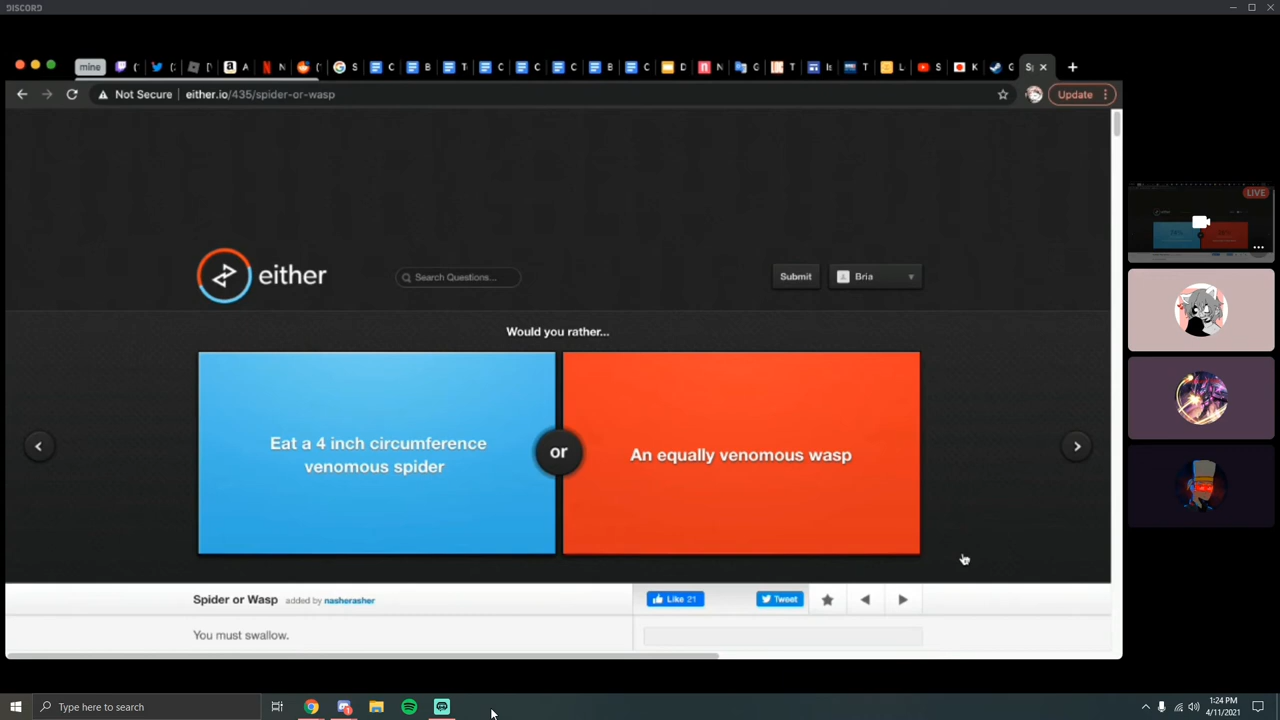 DISCORD
mine
Not Secure
either.io/435/spider-or-wasp
Update
LIVE
either
Search Questions...
Submit
Bria
Would you rather...
Eat a 4 inch circumference
venomous spider
or
An equally venomous wasp
Spider or Wasp added by nasherasher
Like 21
Tweet
You must swallow.
Type here to search
1:24 PM
4/11/2021